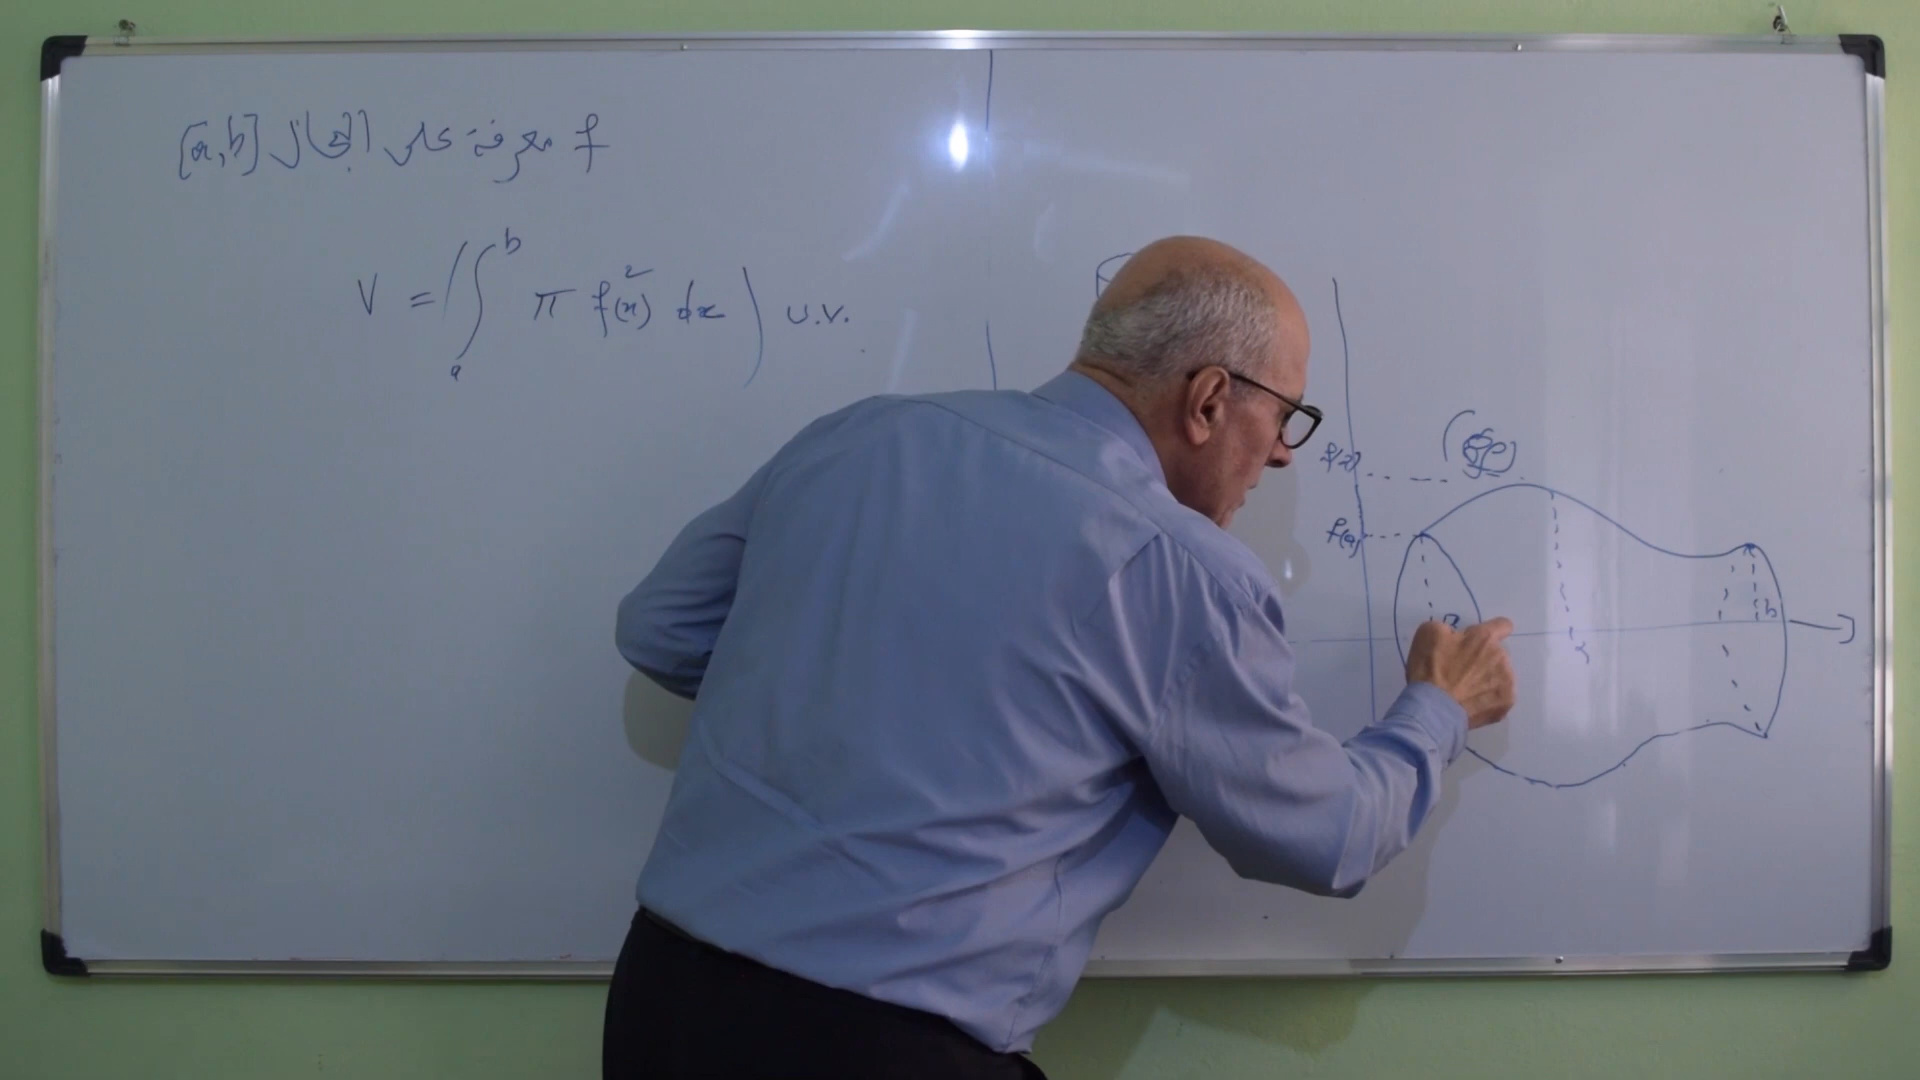 f معرفة على المجال [a,b]
V = (∫ₐᵇ π f²(x) dx) u.v.
f(x)
f(a)
a
x
b